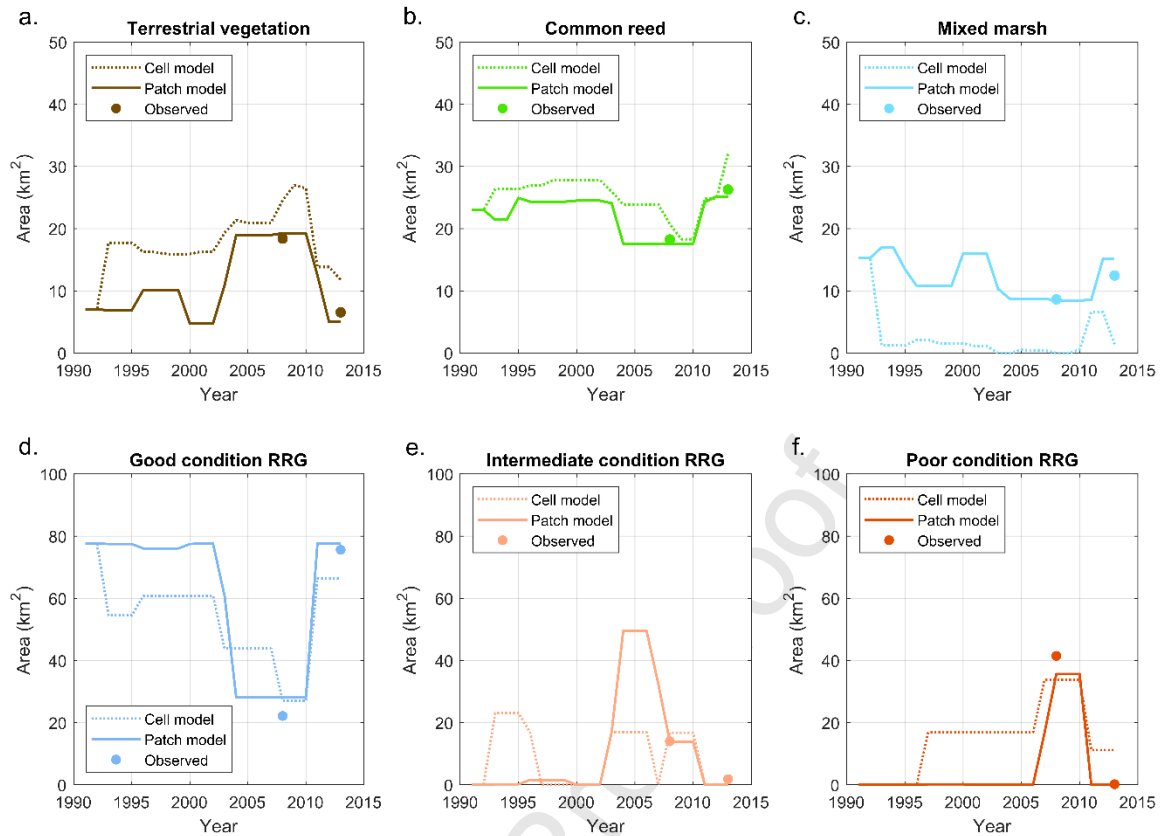 a.
Terrestrial vegetation
50
40
30
20
10
0
Area (km²)
Cell model
Patch model
Observed
1990 1995 2000 2005 2010 2015
Year
b.
Common reed
50
40
30
20
10
0
Area (km²)
Cell model
Patch model
Observed
1990 1995 2000 2005 2010 2015
Year
c.
Mixed marsh
50
40
30
20
10
0
Area (km²)
Cell model
Patch model
Observed
1990 1995 2000 2005 2010 2015
Year
d.
Good condition RRG
100
80
60
40
20
0
Area (km²)
Cell model
Patch model
Observed
1990 1995 2000 2005 2010 2015
Year
e.
Intermediate condition RRG
100
80
60
40
20
0
Area (km²)
Cell model
Patch model
Observed
1990 1995 2000 2005 2010 2015
Year
f.
Poor condition RRG
100
80
60
40
20
0
Area (km²)
Cell model
Patch model
Observed
1990 1995 2000 2005 2010 2015
Year